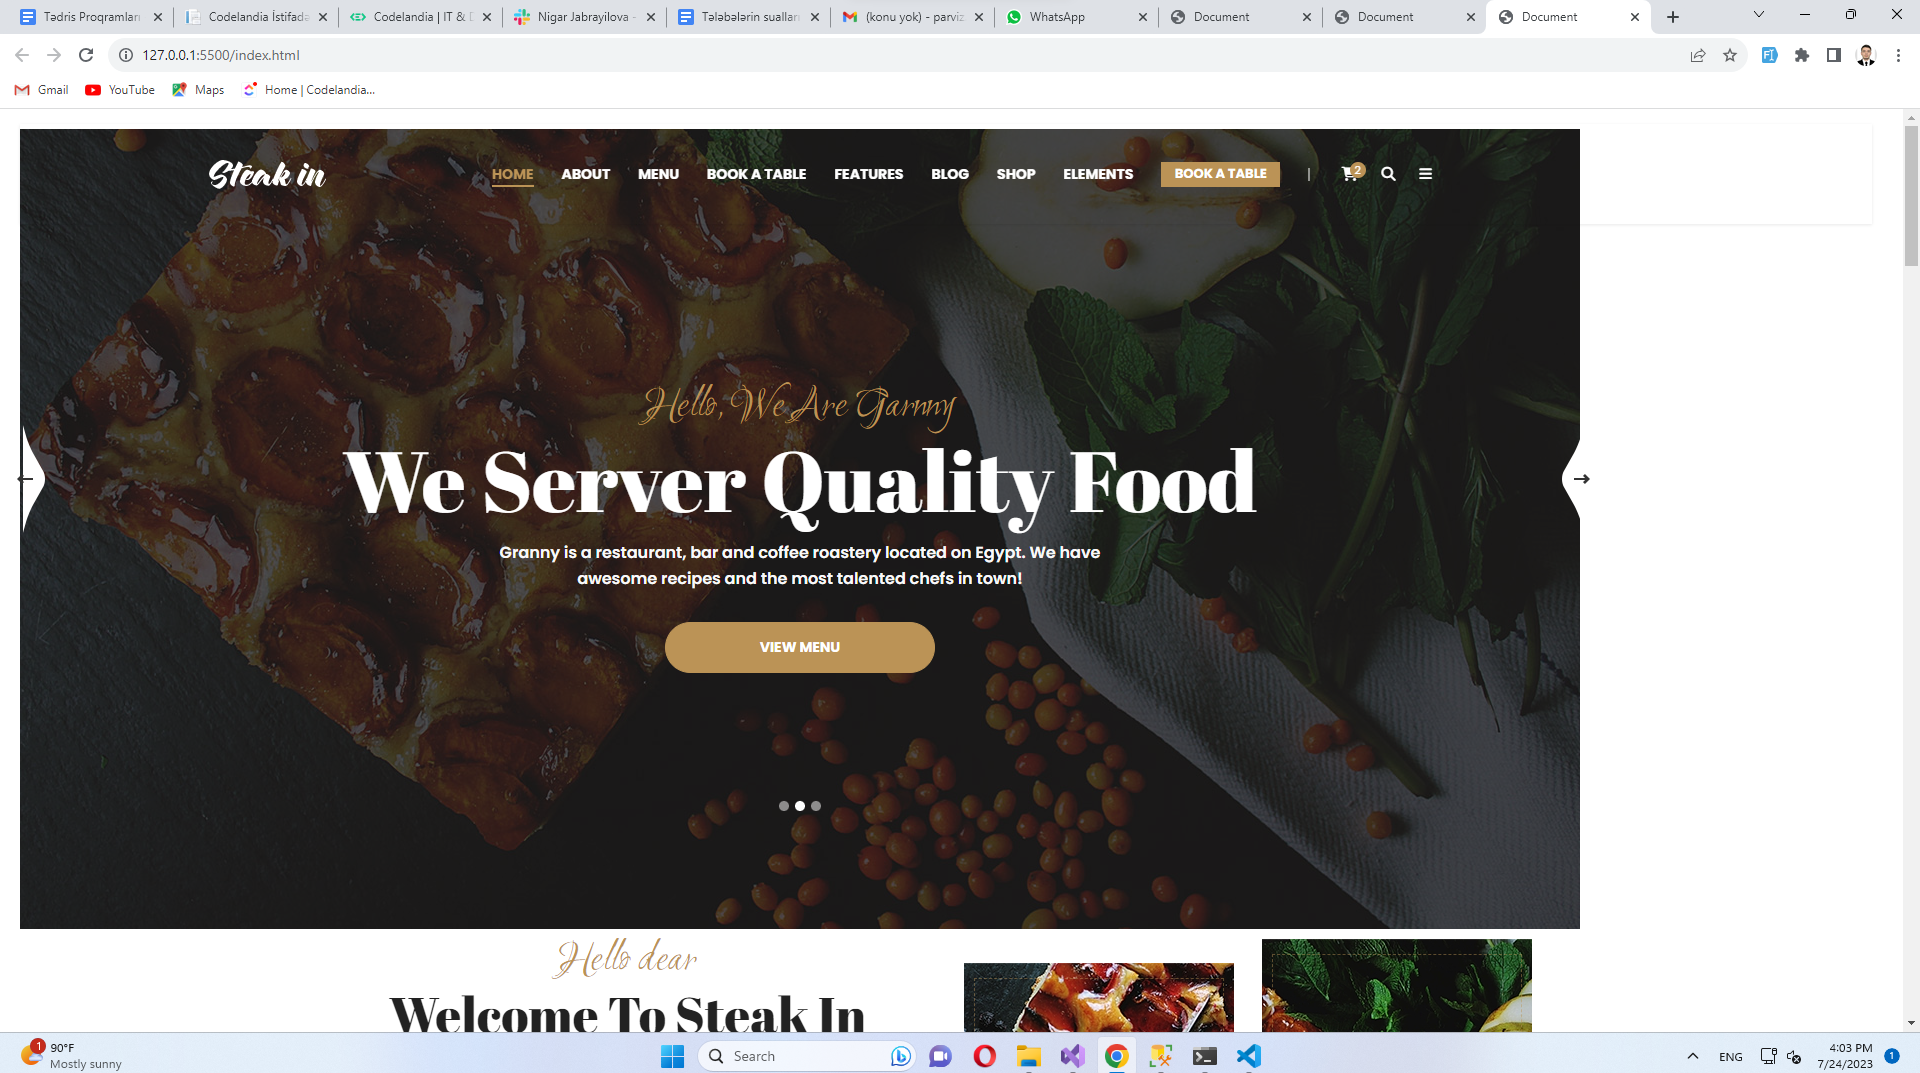 Tədris Proqramları
Codelandia İstifadə
Codelandia | IT & D
Nigar Jabrayilova -
Tələbələrin sualları
(konu yok) - parviz
WhatsApp
Document
Document
Document
127.0.0.1:5500/index.html
Gmail
YouTube
Maps
Home | Codelandia...
Steak in
HOME
ABOUT
MENU
BOOK A TABLE
FEATURES
BLOG
SHOP
ELEMENTS
BOOK A TABLE
|
2
Hello, We Are Garnny
We Server Quality Food
Granny is a restaurant, bar and coffee roastery located on Egypt. We have
awesome recipes and the most talented chefs in town!
VIEW MENU
Hello dear
Welcome To Steak In
1
90°F
Mostly sunny
Search
ENG
4:03 PM
7/24/2023
1